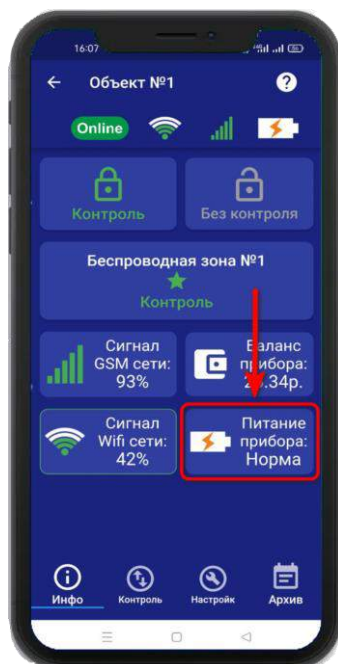 16:07
Объект №1
?
Online
Контроль
Без контроля
Беспроводная зона №1
Контроль
Сигнал
GSM сети:
93%
Баланс
прибора:
Сигнал
Wifi сети:
42%
Питание
прибора:
Норма
Инфо
Контроль
Настройк
Архив